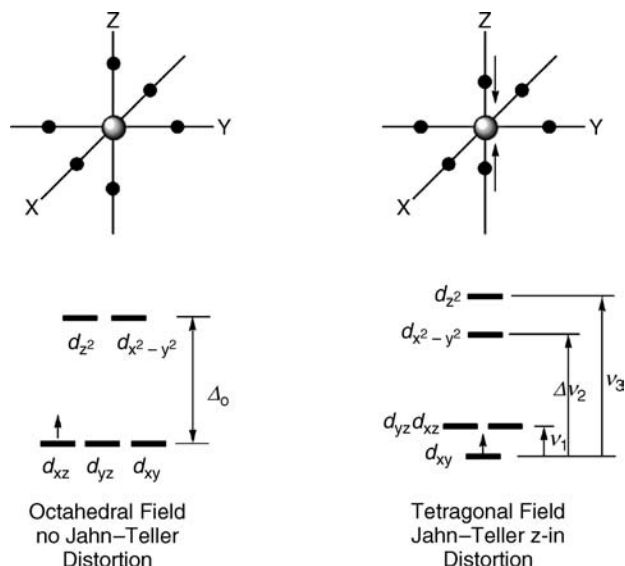 Z
Y
X
Z
Y
X
d_z²
d_x² − y²
Δ_o
d_xz d_yz d_xy
Octahedral Field
no Jahn–Teller
Distortion
d_z²
d_x² − y²
d_yz d_xz
d_xy
ν₁
Δν₂
ν₃
Tetragonal Field
Jahn–Teller z-in
Distortion